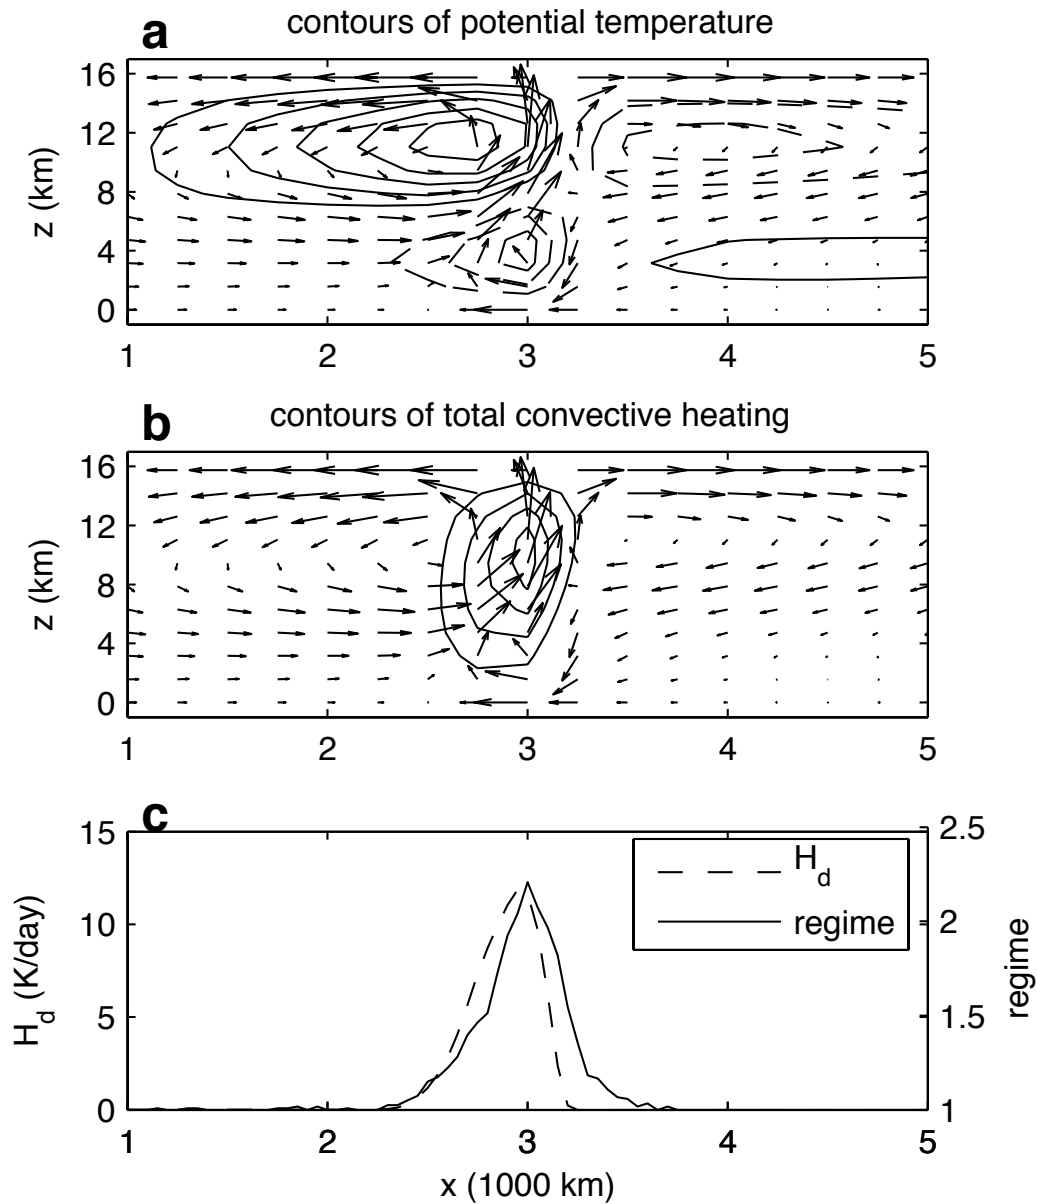 a contours of potential temperature
16
12
8
4
0
z (km)
1 2 3 4 5
b contours of total convective heating
16
12
8
4
0
z (km)
1 2 3 4 5
c
15
10
5
0
H_d (K/day)
2.5
2
1.5
1
regime
H_d
regime
1 2 3 4 5
x (1000 km)